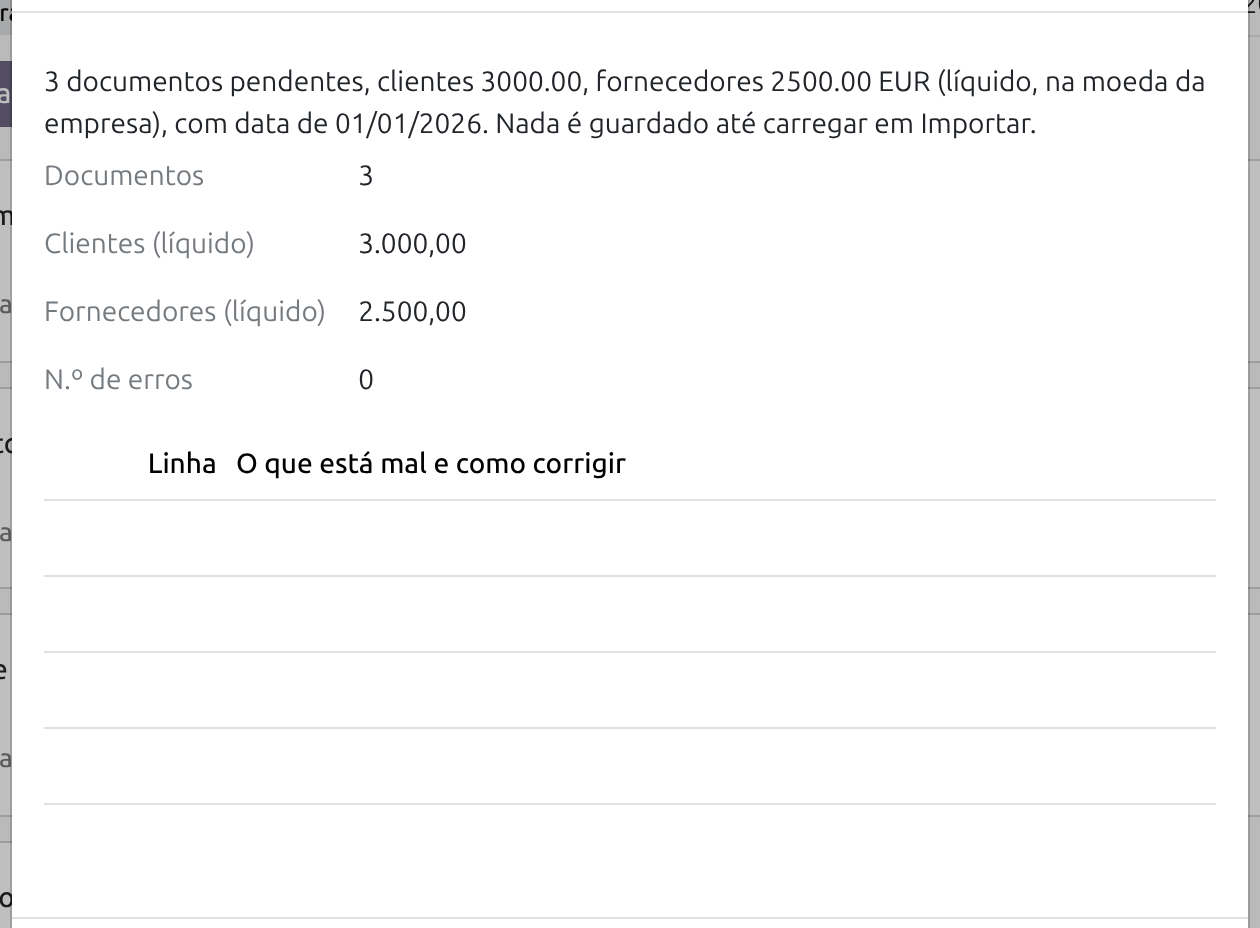 3 documentos pendentes, clientes 3000.00, fornecedores 2500.00 EUR (líquido, na moeda da
empresa), com data de 01/01/2026. Nada é guardado até carregar em Importar.
Documentos 3
Clientes (líquido) 3.000,00
Fornecedores (líquido) 2.500,00
N.º de erros 0
Linha O que está mal e como corrigir